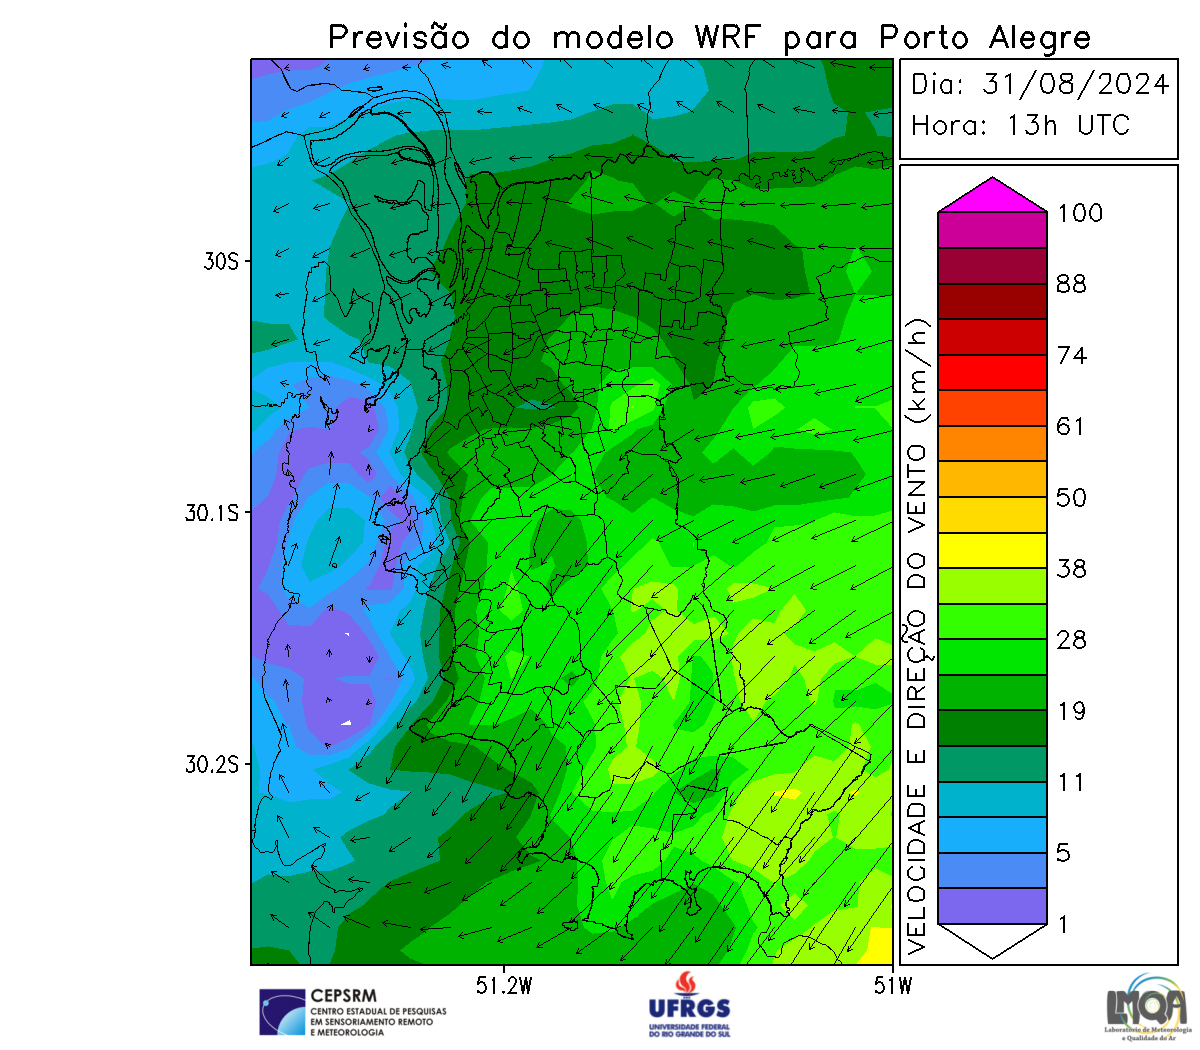 Previsão do modelo WRF para Porto Alegre
Dia: 31/08/2024
Hora: 13h UTC
100
88
74
61
50
38
28
19
11
5
1
VELOCIDADE E DIREÇÃO DO VENTO (km/h)
30S
30.1S
30.2S
51.2W
51W
CEPSRM
CENTRO ESTADUAL DE PESQUISAS
EM SENSORIAMENTO REMOTO
E METEOROLOGIA
UFRGS
UNIVERSIDADE FEDERAL
DO RIO GRANDE DO SUL
LMQA
Laboratório de Meteorologia
e Qualidade do Ar